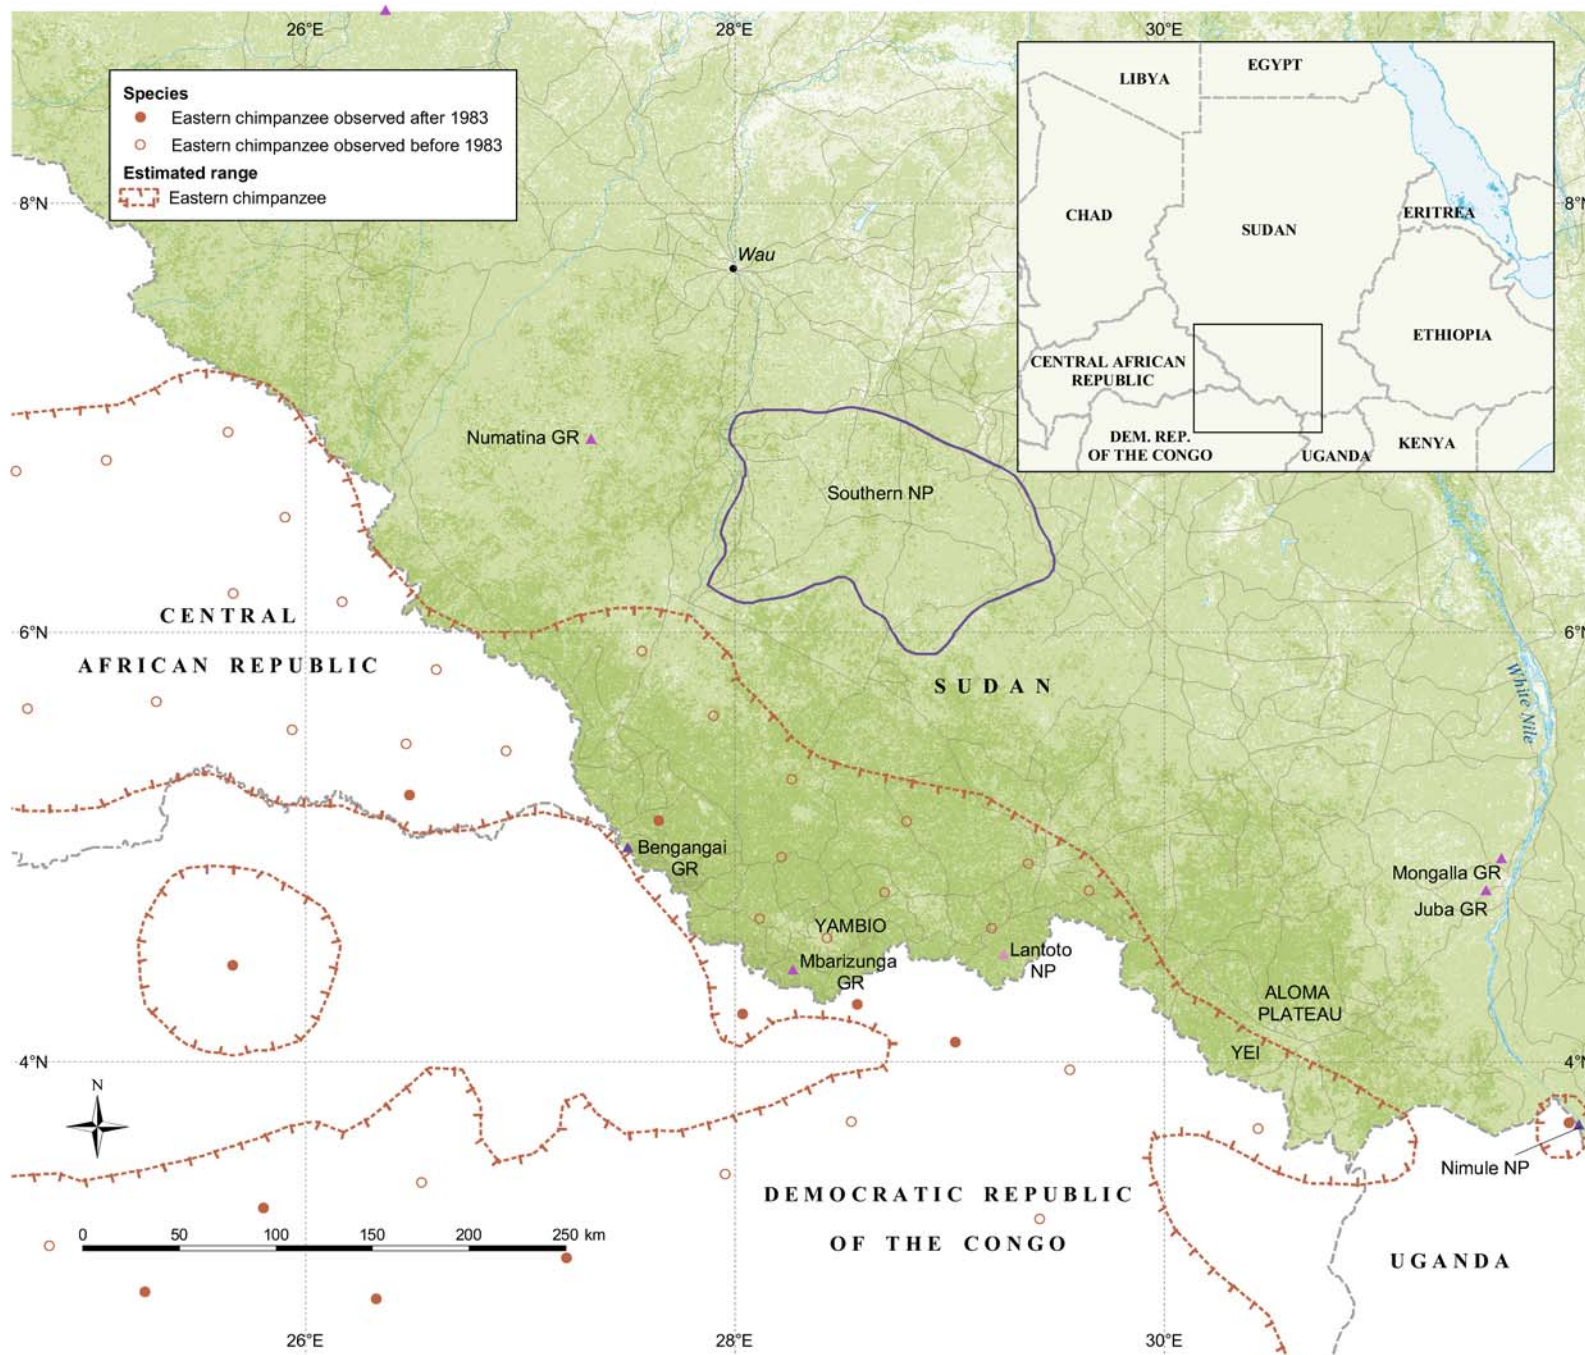 26°E
28°E
30°E
Species
Eastern chimpanzee observed after 1983
Eastern chimpanzee observed before 1983
Estimated range
Eastern chimpanzee
LIBYA
EGYPT
CHAD
SUDAN
ERITREA
ETHIOPIA
CENTRAL AFRICAN
REPUBLIC
DEM. REP.
OF THE CONGO
UGANDA
KENYA
8°N
8°N
Wau
Numatina GR
Southern NP
CENTRAL
AFRICAN REPUBLIC
6°N
6°N
SUDAN
White Nile
Bengangai
GR
Mongalla GR
Juba GR
YAMBIO
Mbarizunga
GR
Lantoto
NP
ALOMA
PLATEAU
YEI
4°N
4°N
N
Nimule NP
DEMOCRATIC REPUBLIC
OF THE CONGO
UGANDA
0 50 100 150 200 250 km
26°E
28°E
30°E